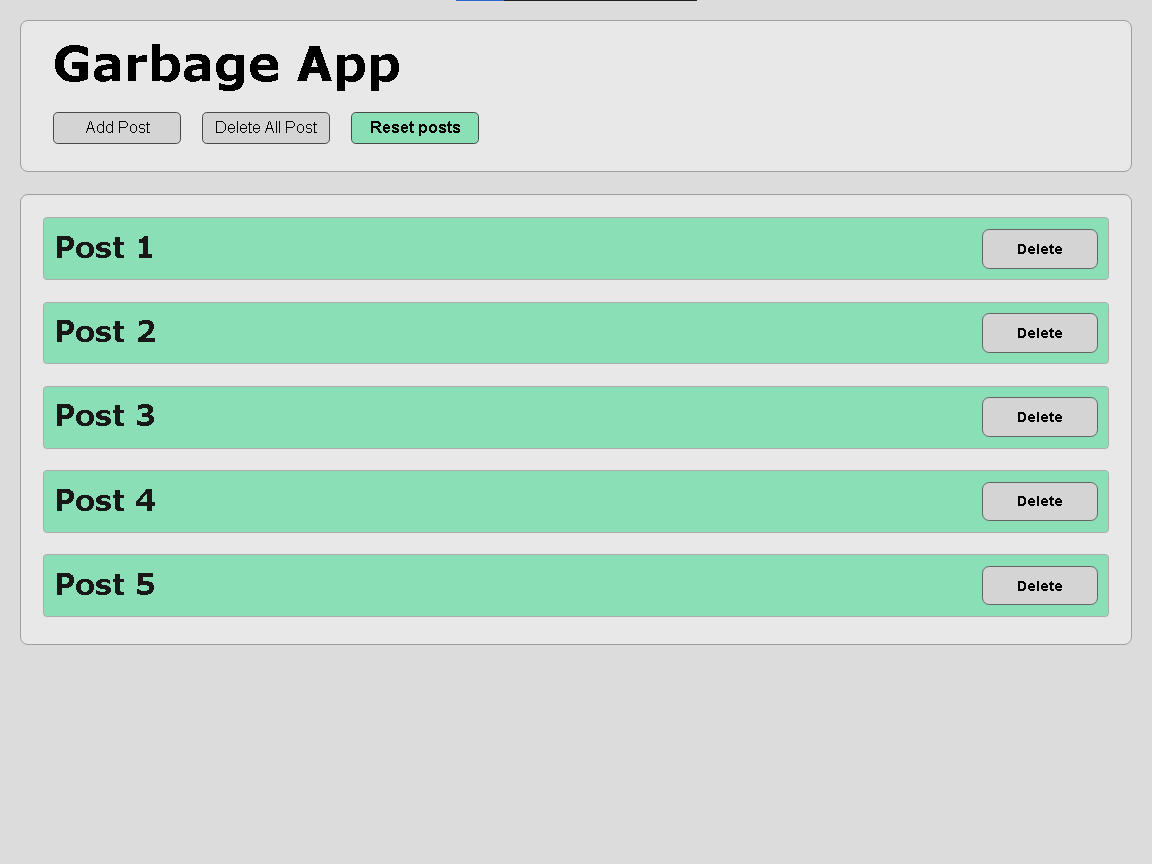 Garbage App
Add Post Delete All Post Reset posts
Post 1 Delete
Post 2 Delete
Post 3 Delete
Post 4 Delete
Post 5 Delete